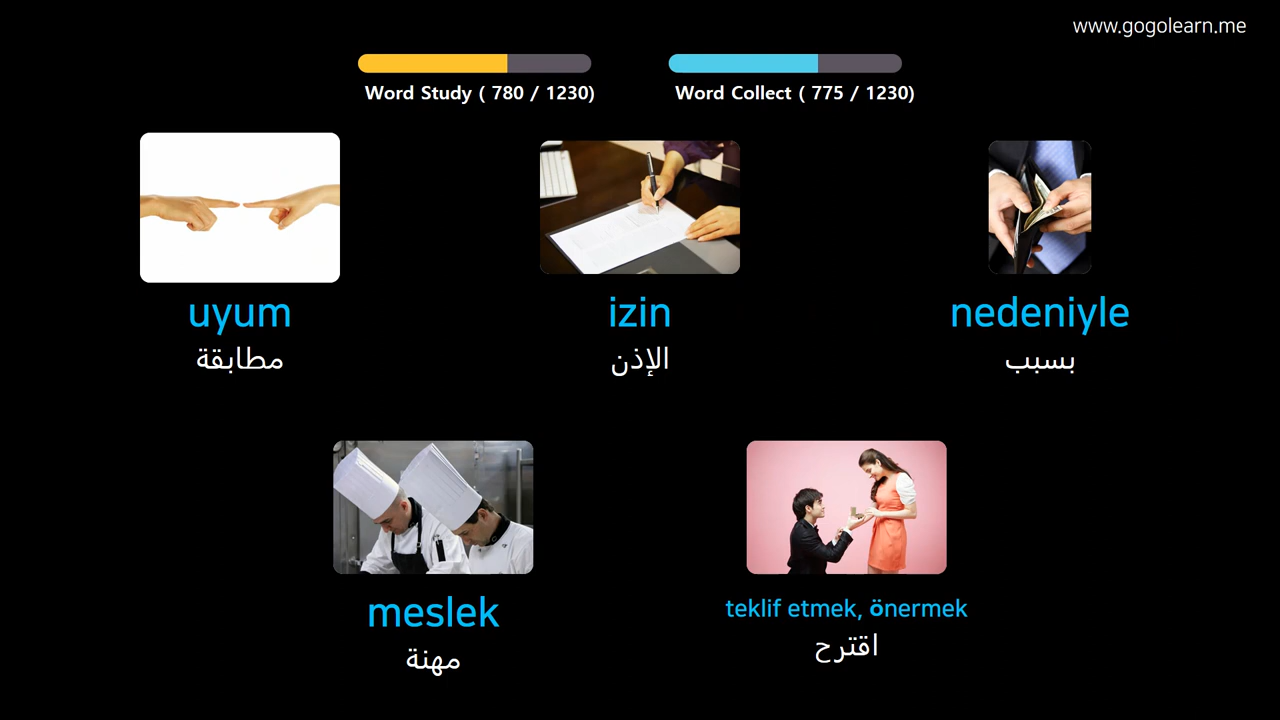 www.gogolearn.me
Word Study ( 780 / 1230)
Word Collect ( 775 / 1230)
uyum
مطابقة
izin
الإذن
nedeniyle
بسبب
meslek
مهنة
teklif etmek, önermek
اقترح